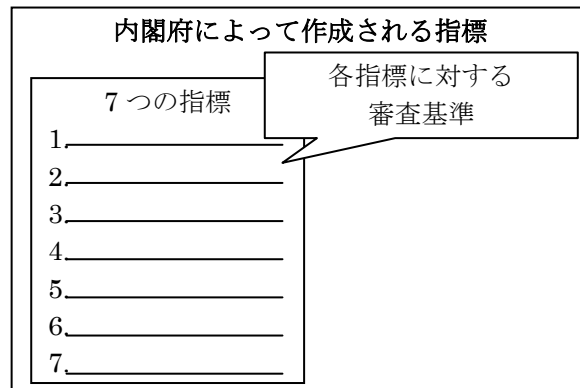 内閣府によって作成される指標
各指標に対する
審査基準
7つの指標
1.
2.
3.
4.
5.
6.
7.